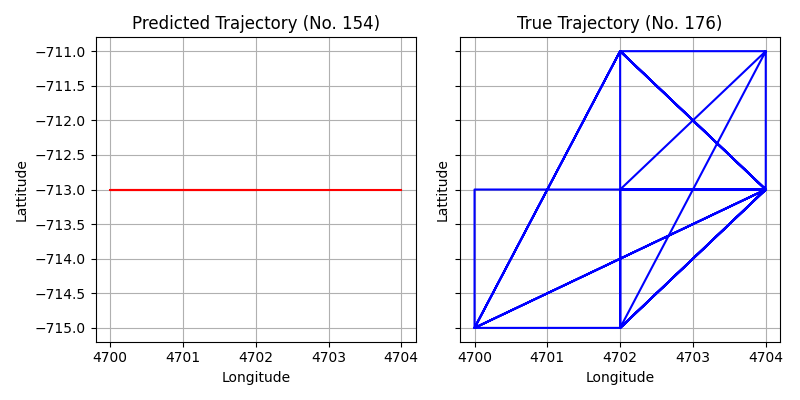 Predicted Trajectory (No. 154)
True Trajectory (No. 176)
Lattitude
−711.0
−711.5
−712.0
−712.5
−713.0
−713.5
−714.0
−714.5
−715.0
4700 4701 4702 4703 4704
Longitude
Lattitude
4700 4701 4702 4703 4704
Longitude